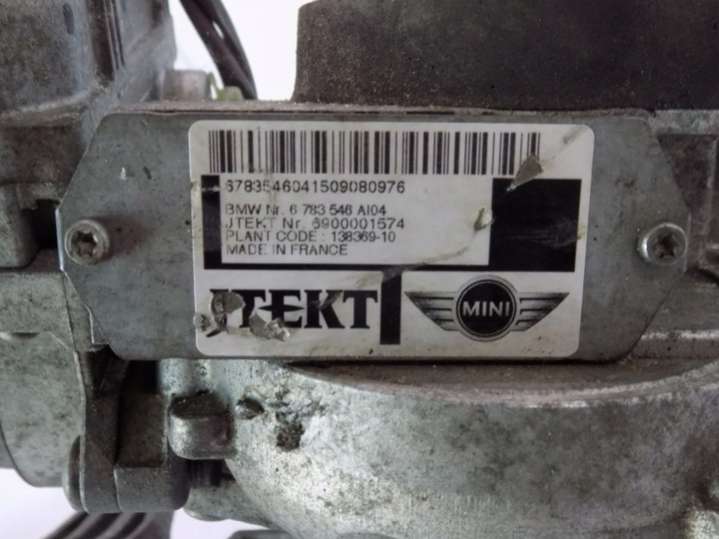 6783546041509080976
BMW Nr. 6 783 546 AI04
JTEKT Nr. 6900001574
PLANT CODE : 138369-10
MADE IN FRANCE
JTEKT
MINI